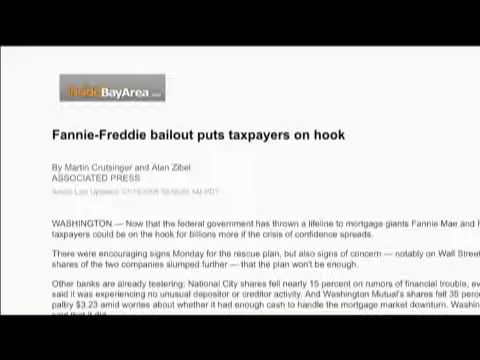 InsideBayArea.com
Fannie-Freddie bailout puts taxpayers on hook
By Martin Crutsinger and Alan Zibel
ASSOCIATED PRESS
Article Last Updated:
WASHINGTON — Now that the federal government has thrown a lifeline to mortgage giants Fannie Mae and
taxpayers could be on the hook for billions more if the crisis of confidence spreads.
There were encouraging signs Monday for the rescue plan, but also signs of concern — notably on Wall Street
shares of the two companies slumped further — that the plan won't be enough.
Other banks are already teetering: National City shares fell nearly 15 percent on rumors of financial trouble,
said it was experiencing no unusual depositor or creditor activity. And Washington Mutual's shares fell 35
paltry $3.23 amid worries about whether it had enough cash to handle the mortgage market downturn.